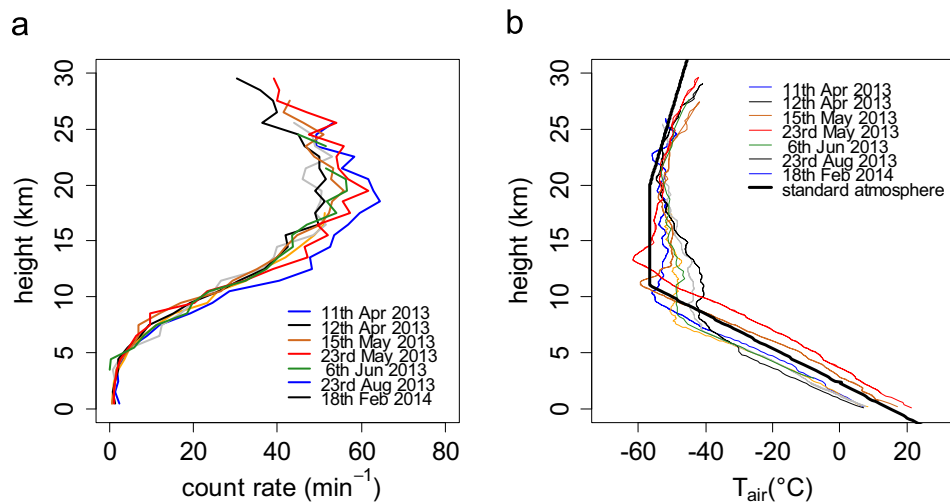 a
height (km)
30
25
20
15
10
5
0
11th Apr 2013
12th Apr 2013
15th May 2013
23rd May 2013
6th Jun 2013
23rd Aug 2013
18th Feb 2014
0 20 40 60 80
count rate (min⁻¹)
b
height (km)
30
25
20
15
10
5
0
11th Apr 2013
12th Apr 2013
15th May 2013
23rd May 2013
6th Jun 2013
23rd Aug 2013
18th Feb 2014
standard atmosphere
-60 -40 -20 0 20
Tair(°C)